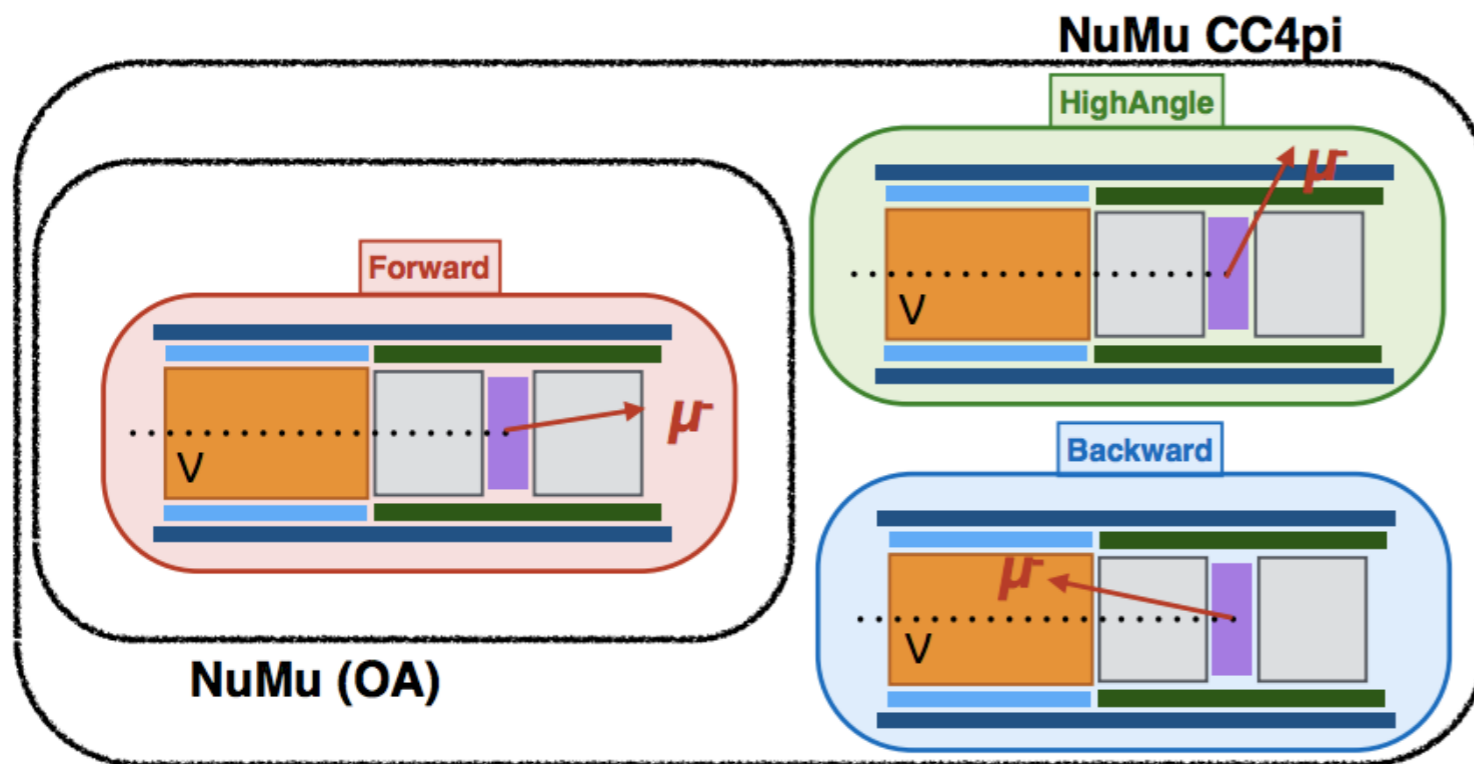 NuMu CC4pi
HighAngle
μ-
V
Forward
μ-
V
Backward
μ-
V
NuMu (OA)